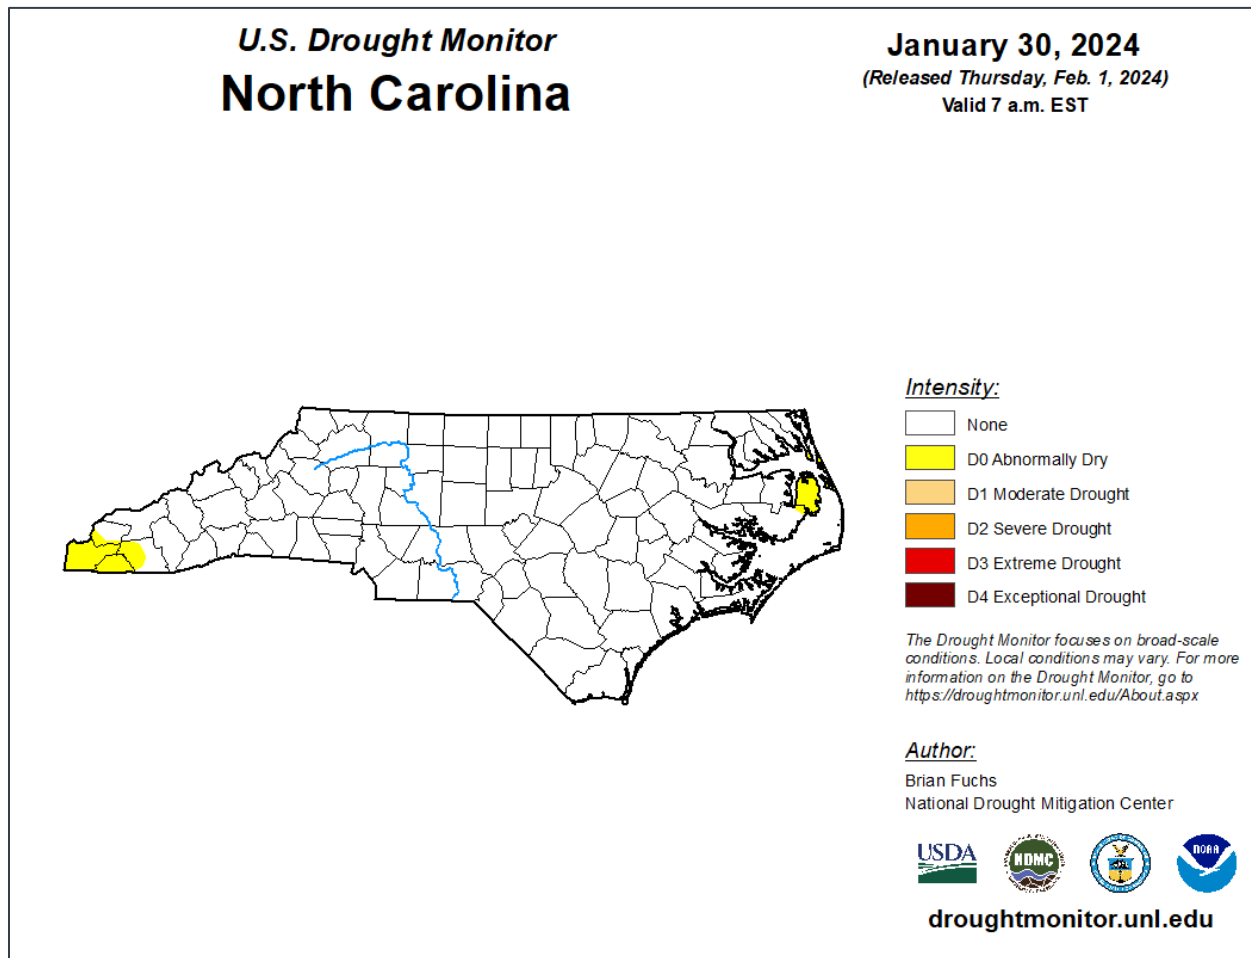 U.S. Drought Monitor
North Carolina
January 30, 2024
(Released Thursday, Feb. 1, 2024)
Valid 7 a.m. EST
Intensity:
None
D0 Abnormally Dry
D1 Moderate Drought
D2 Severe Drought
D3 Extreme Drought
D4 Exceptional Drought
The Drought Monitor focuses on broad-scale
conditions. Local conditions may vary. For more
information on the Drought Monitor, go to
https://droughtmonitor.unl.edu/About.aspx
Author:
Brian Fuchs
National Drought Mitigation Center
USDA
NDMC
NOAA
droughtmonitor.unl.edu